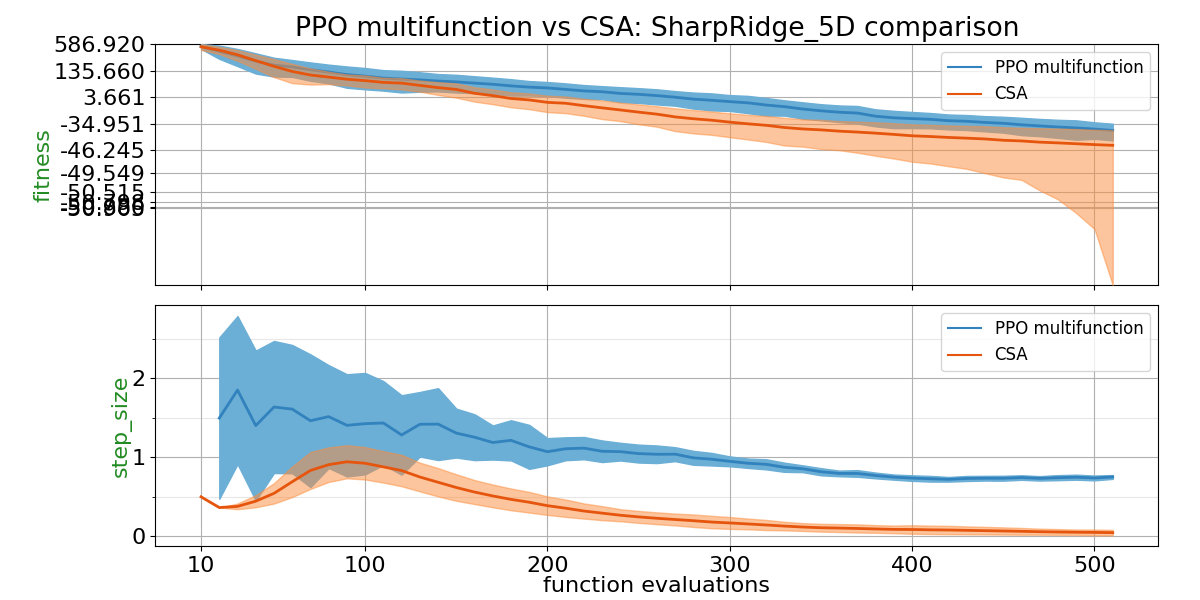 PPO multifunction vs CSA: SharpRidge_5D comparison
586.920
135.660
3.661
-34.951
-46.245
-49.549
-50.515
fitness
PPO multifunction
CSA
2
1
0
step_size
PPO multifunction
CSA
10
100
200
300
400
500
function evaluations